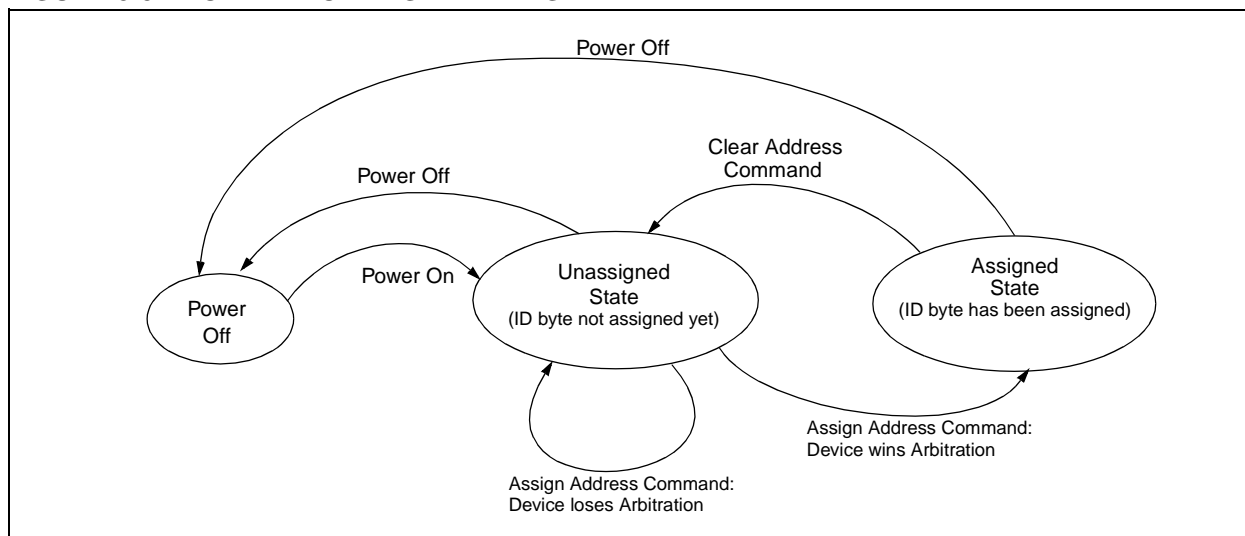 Power Off
Clear Address
Command
Power Off
Power On
Power
Off
Unassigned
State
(ID byte not assigned yet)
Assigned
State
(ID byte has been assigned)
Assign Address Command:
Device wins Arbitration
Assign Address Command:
Device loses Arbitration